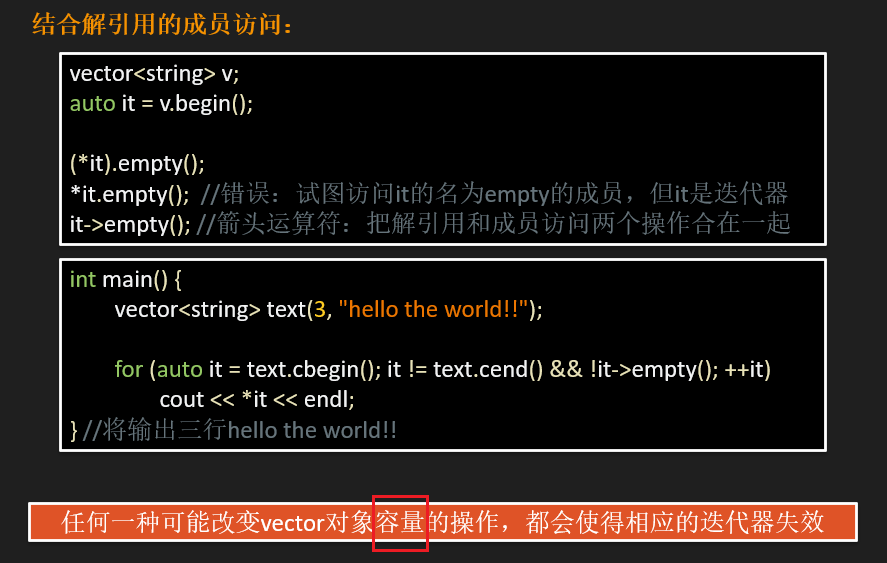 结合解引用的成员访问：
vector<string> v;
auto it = v.begin();
(*it).empty();
*it.empty();  //错误：试图访问it的名为empty的成员，但it是迭代器
it->empty(); //箭头运算符：把解引用和成员访问两个操作合在一起
int main() {
vector<string> text(3, "hello the world!!");
for (auto it = text.cbegin(); it != text.cend() && !it->empty(); ++it)
cout << *it << endl;
} //将输出三行hello the world!!
任何一种可能改变vector对象容量的操作，都会使得相应的迭代器失效